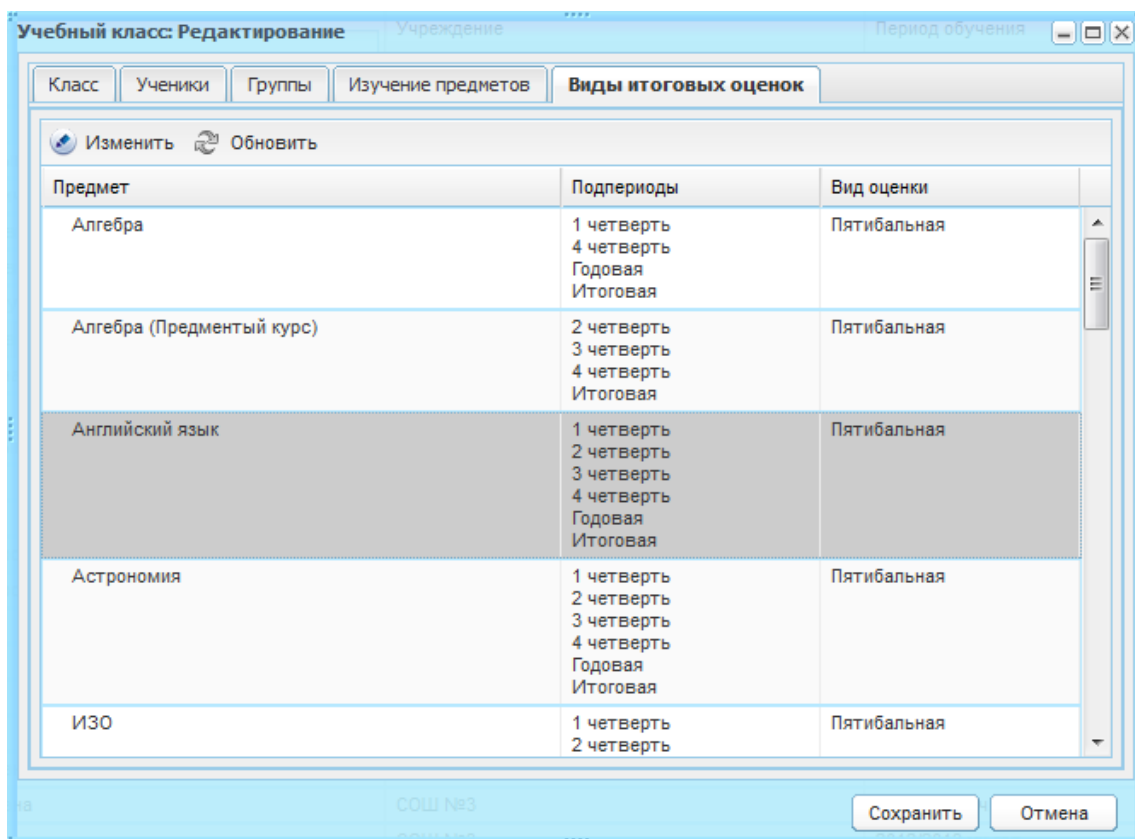 Учебный класс: Редактирование
Учреждение
Период обучения
Класс Ученики Группы Изучение предметов Виды итоговых оценок
Изменить Обновить
Предмет Подпериоды Вид оценки
Алгебра 1 четверть Пятибальная
4 четверть
Годовая
Итоговая
Алгебра (Предментый курс) 2 четверть Пятибальная
3 четверть
4 четверть
Итоговая
Английский язык 1 четверть Пятибальная
2 четверть
3 четверть
4 четверть
Годовая
Итоговая
Астрономия 1 четверть Пятибальная
2 четверть
3 четверть
4 четверть
Годовая
Итоговая
ИЗО 1 четверть Пятибальная
2 четверть
на СОШ №3
Сохранить Отмена